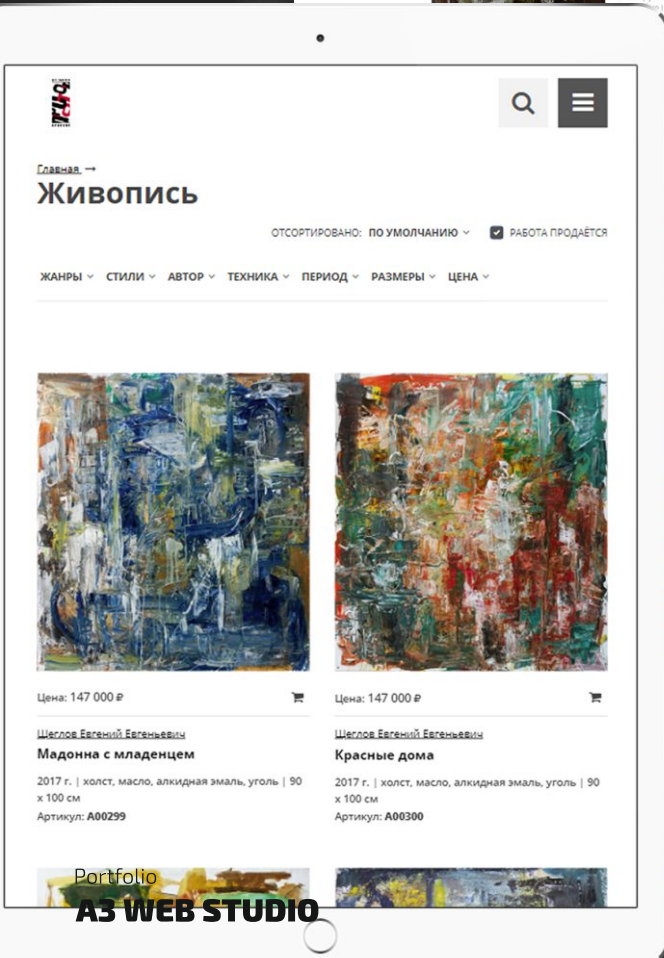 Главная →
Живопись
ОТСОРТИРОВАНО: ПО УМОЛЧАНИЮ РАБОТА ПРОДАЁТСЯ
ЖАНРЫ СТИЛИ АВТОР ТЕХНИКА ПЕРИОД РАЗМЕРЫ ЦЕНА
Цена: 147 000 ₽
Щеглов Евгений Евгеньевич
Мадонна с младенцем
2017 г. | холст, масло, алкидная эмаль, уголь | 90
х 100 см
Артикул: A00299
Цена: 147 000 ₽
Щеглов Евгений Евгеньевич
Красные дома
2017 г. | холст, масло, алкидная эмаль, уголь | 90
х 100 см
Артикул: A00300
Portfolio
A3 WEB STUDIO